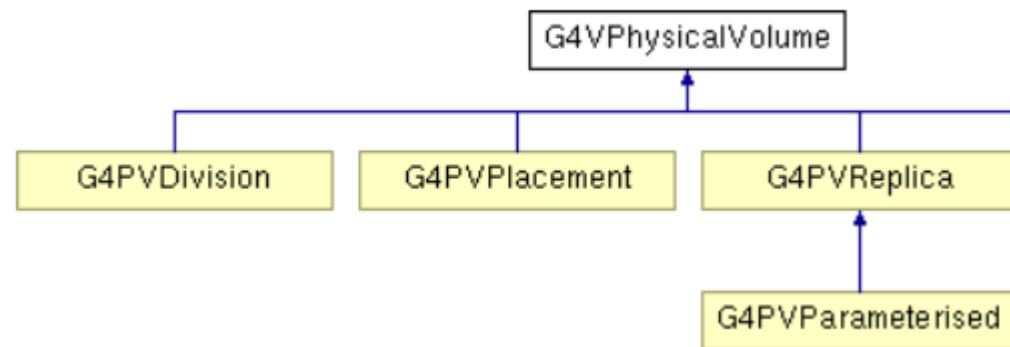 G4VPhysicalVolume
G4PVDivision
G4PVPlacement
G4PVReplica
G4PVParameterised